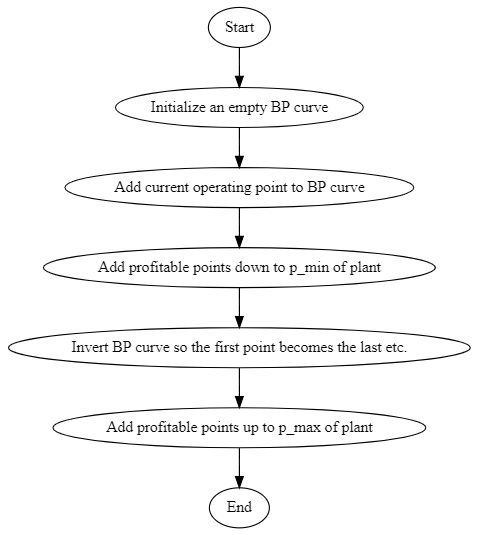 Start
Initialize an empty BP curve
Add current operating point to BP curve
Add profitable points down to p_min of plant
Invert BP curve so the first point becomes the last etc.
Add profitable points up to p_max of plant
End